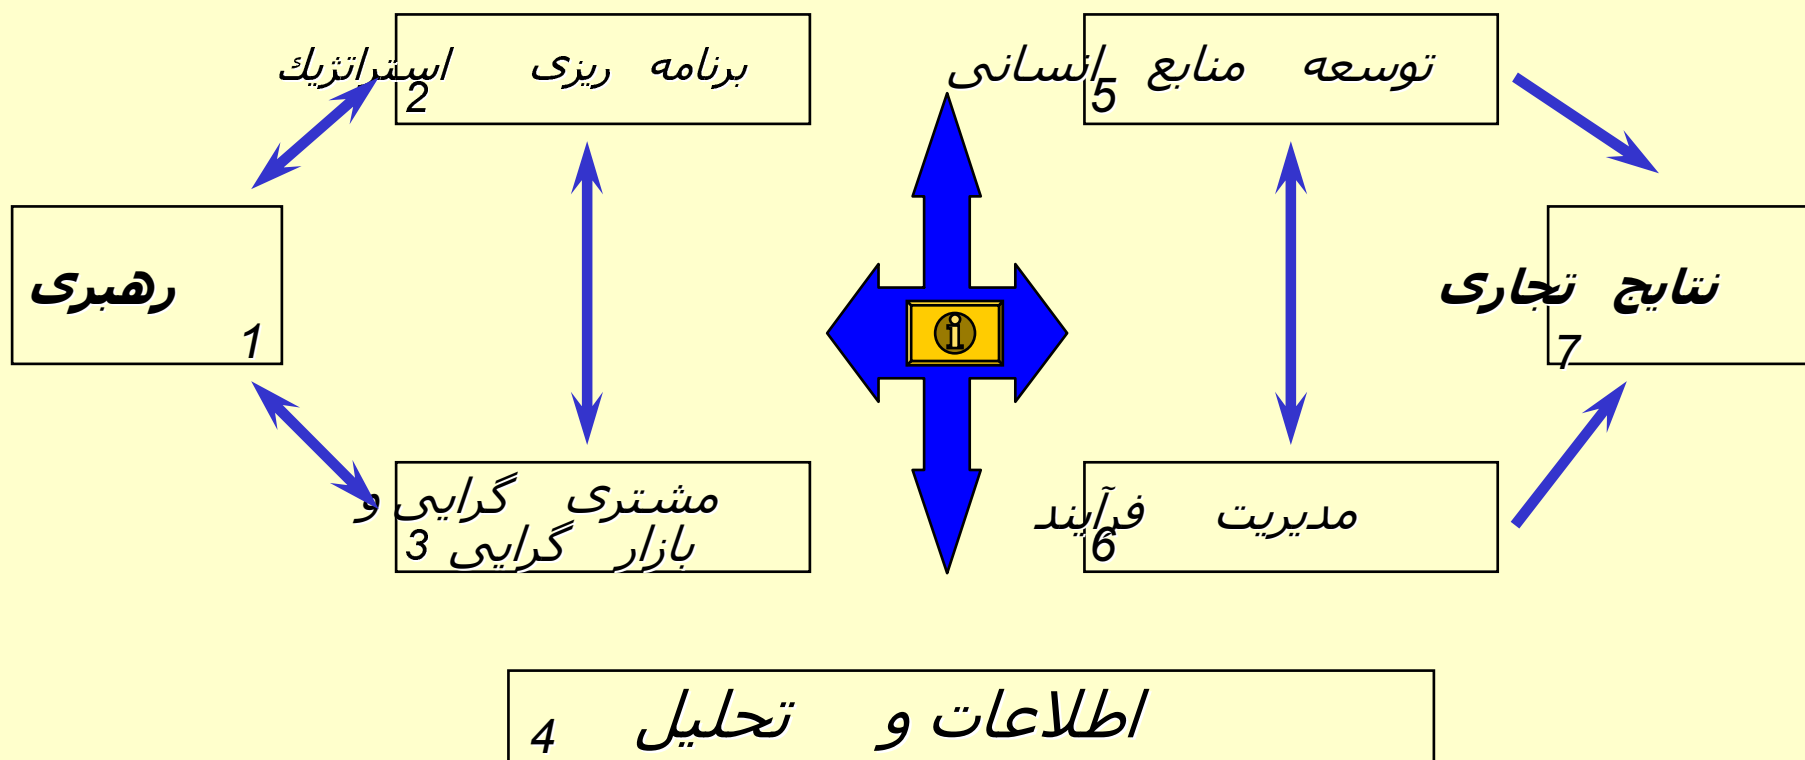 رهبری
1
برنامه ریزی استراتژيك
2
مشتری گرایی و
بازار گرایی
3
توسعه منابع انسانی
5
مدیریت فرآیند
6
نتایج تجاری
7
اطلاعات و تحلیل
4